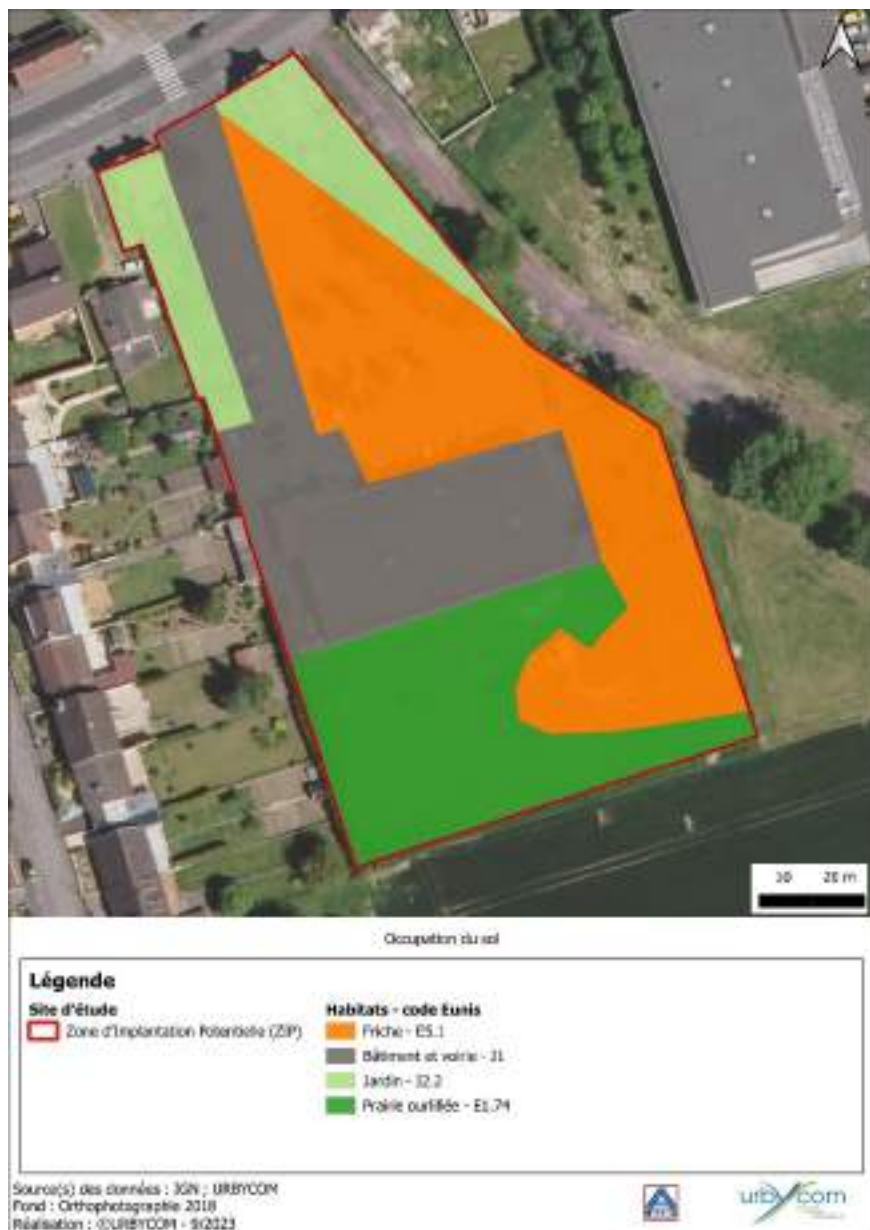 10 20 m
Occupation du sol
Légende
Site d'étude
Zone d'Implantation Potentielle (ZIP)
Habitats - code Eunis
Friche - E5.1
Bâtiment et voirie - J1
Jardin - I2.2
Prairie ourlifiée - E1.74
Source(s) des données : IGN ; URBYCOM
Fond : Orthophotographie 2018
Réalisation : ©URBYCOM - 9/2023
urbycom